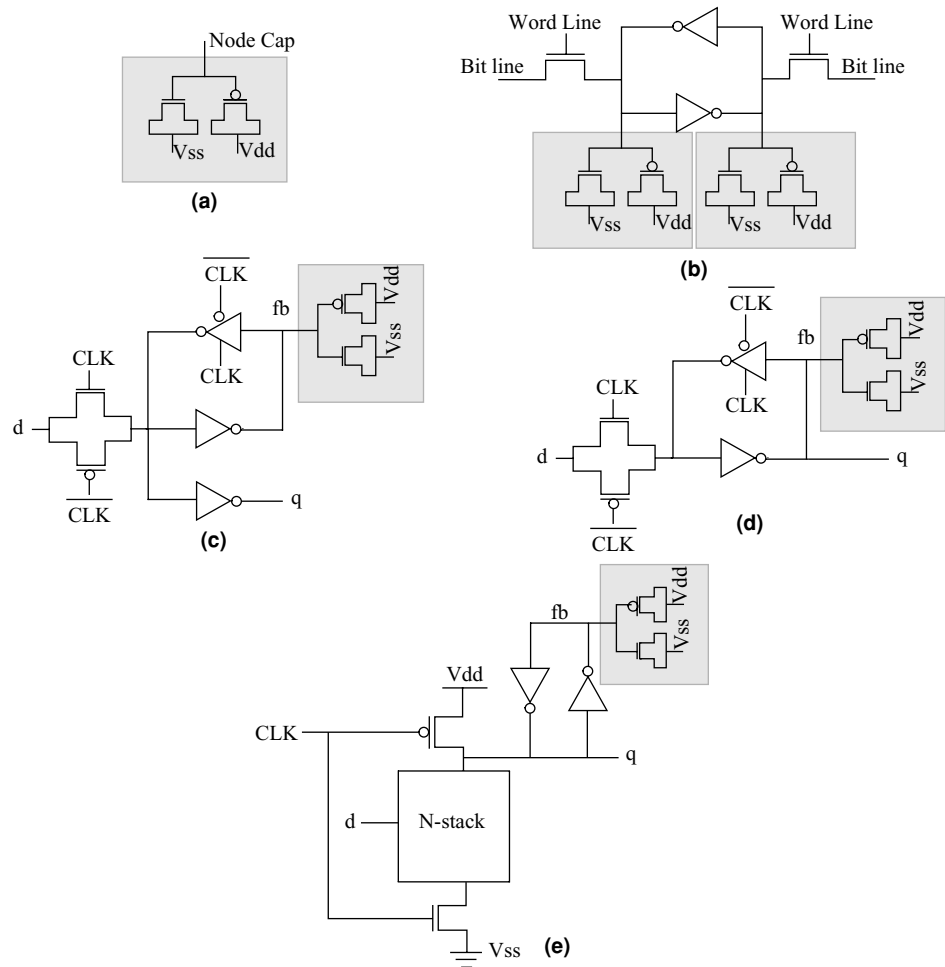 Node Cap
Vss
Vdd
(a)
Word Line
Word Line
Bit line
Bit line
Vss
Vdd
Vss
Vdd
(b)
CLK
fb
Vdd
Vss
CLK
CLK
d
q
CLK
(c)
CLK
fb
Vdd
Vss
CLK
CLK
d
q
CLK
(d)
fb
Vdd
Vss
Vdd
CLK
q
d
N-stack
Vss
(e)